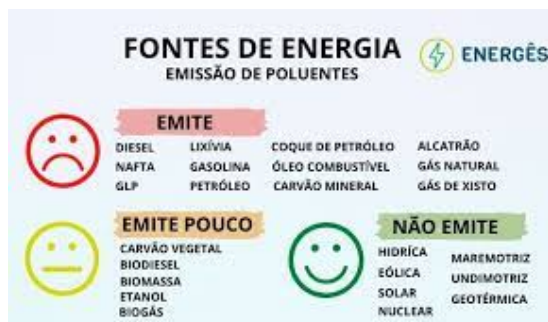 FONTES DE ENERGIA
ENERGÊS
EMISSÃO DE POLUENTES
EMITE
DIESEL LIXÍVIA COQUE DE PETRÓLEO ALCATRÃO
NAFTA GASOLINA ÓLEO COMBUSTÍVEL GÁS NATURAL
GLP PETRÓLEO CARVÃO MINERAL GÁS DE XISTO
EMITE POUCO
CARVÃO VEGETAL
BIODIESEL
BIOMASSA
ETANOL
BIOGÁS
NÃO EMITE
HIDRÍCA MAREMOTRIZ
EÓLICA UNDIMOTRIZ
SOLAR GEOTÉRMICA
NUCLEAR